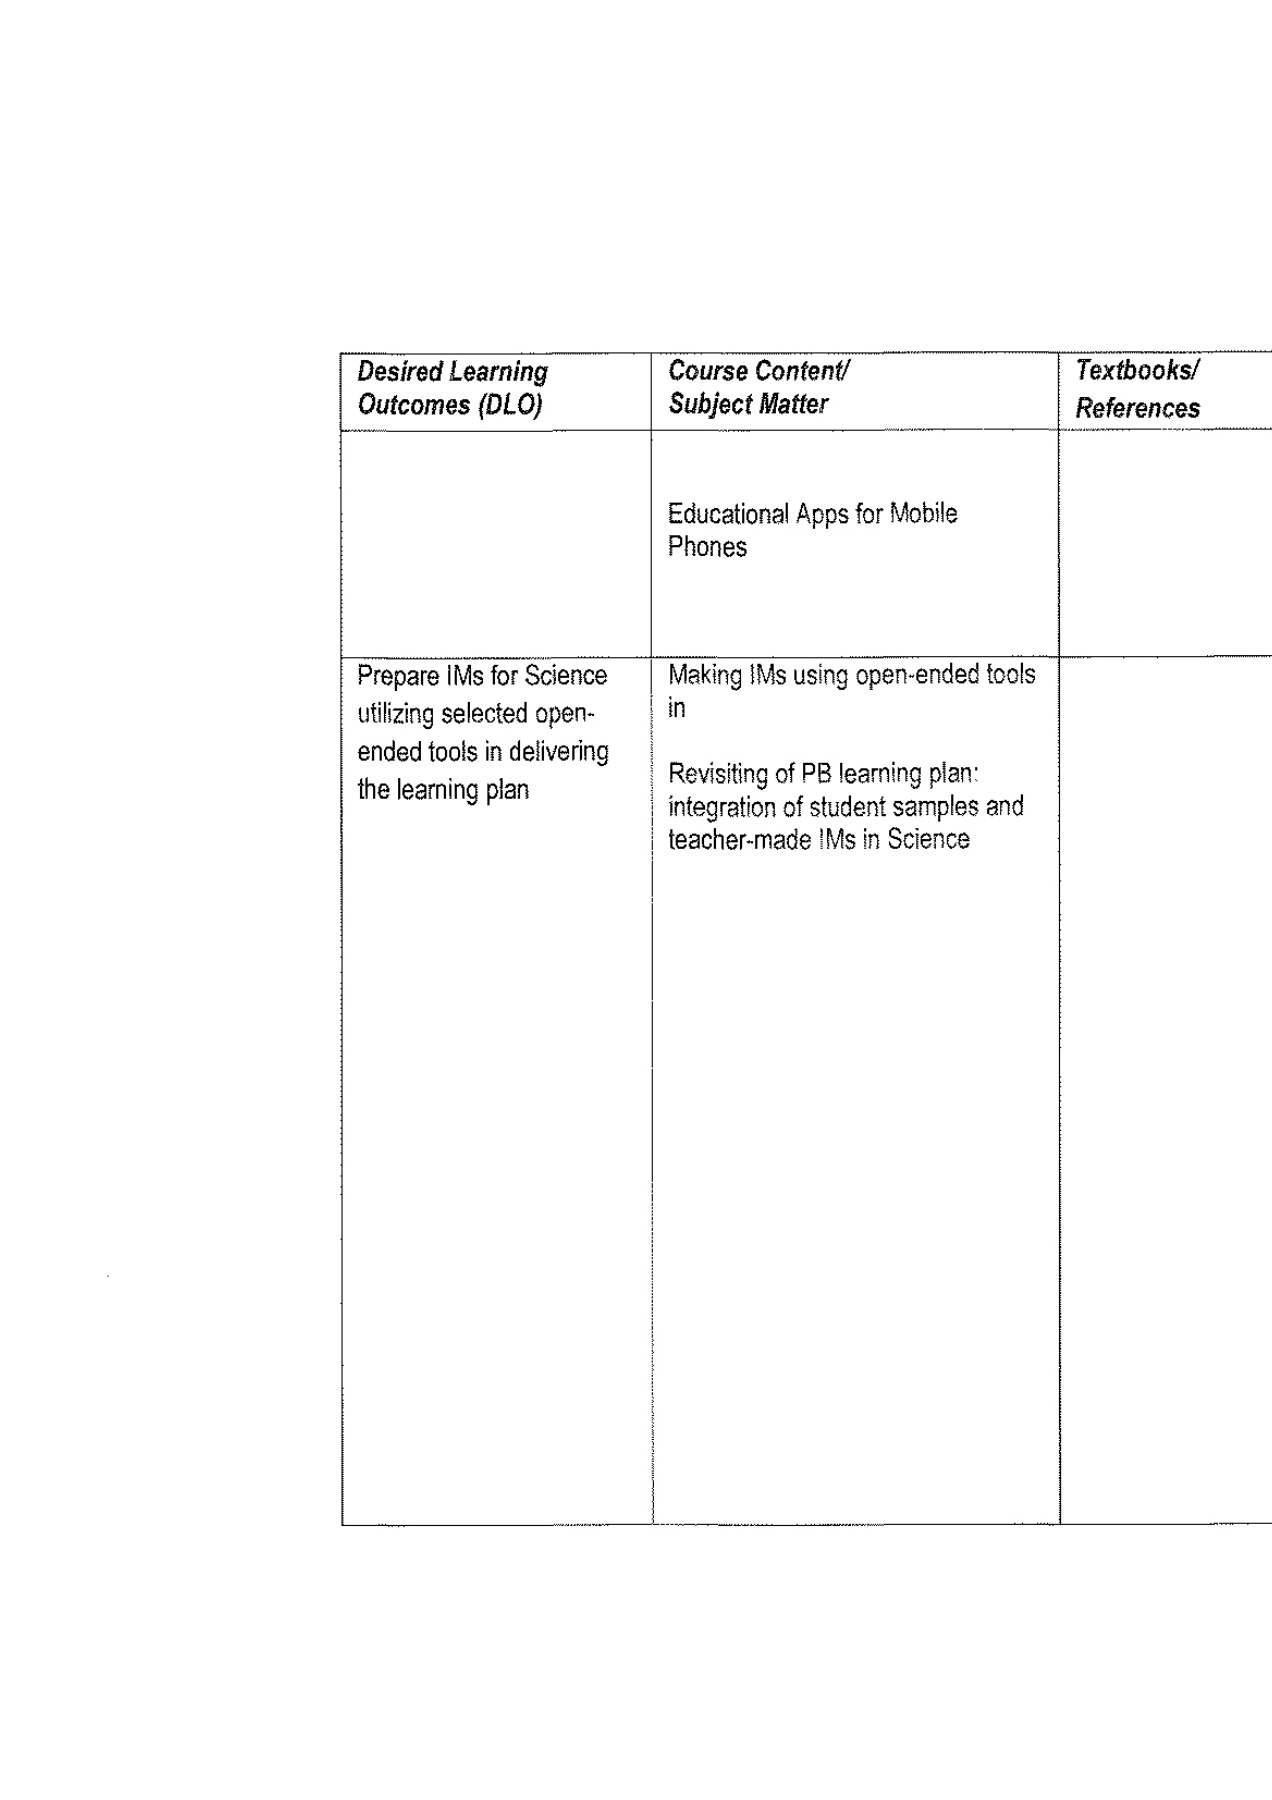 Desired Learning
Outcomes (DLO)
Course Content/
Subject Matter
Textbooks/
References
Educational Apps for Mobile
Phones
Prepare IMs for Science
utilizing selected open-
ended tools in delivering
the learning plan
Making IMs using open-ended tools
in
Revisiting of PB learning plan:
integration of student samples and
teacher-made IMs in Science